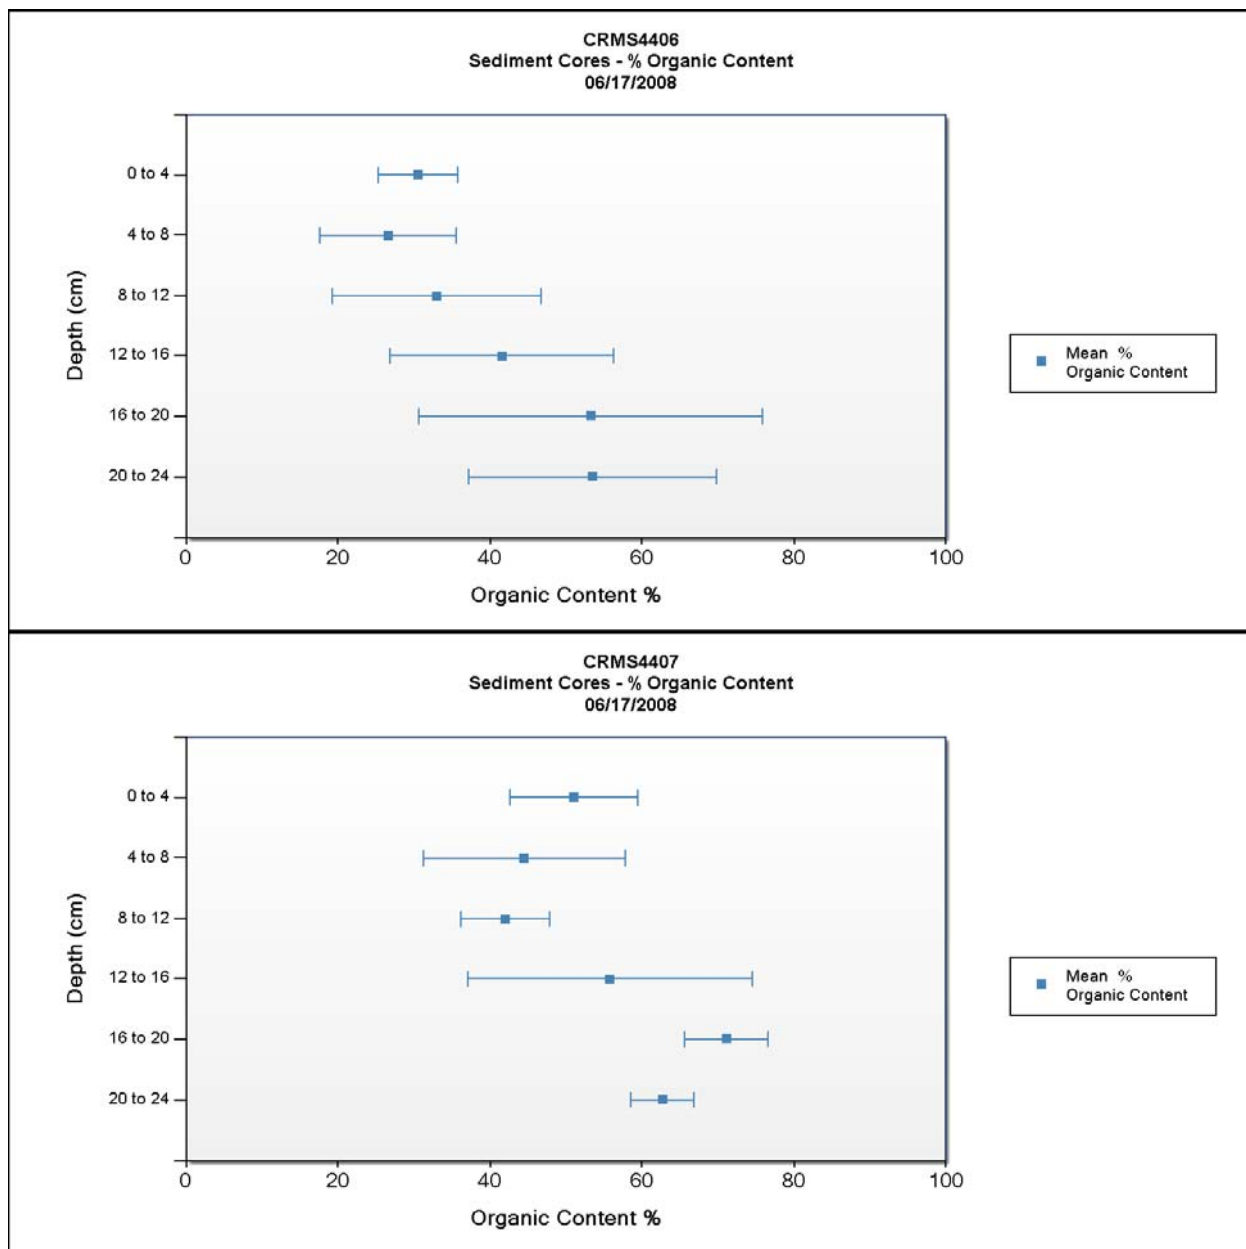 CRMS4406
Sediment Cores - % Organic Content
06/17/2008
Depth (cm)
0 to 4
4 to 8
8 to 12
12 to 16
16 to 20
20 to 24
0 20 40 60 80 100
Organic Content %
Mean %
Organic Content
CRMS4407
Sediment Cores - % Organic Content
06/17/2008
Depth (cm)
0 to 4
4 to 8
8 to 12
12 to 16
16 to 20
20 to 24
0 20 40 60 80 100
Organic Content %
Mean %
Organic Content